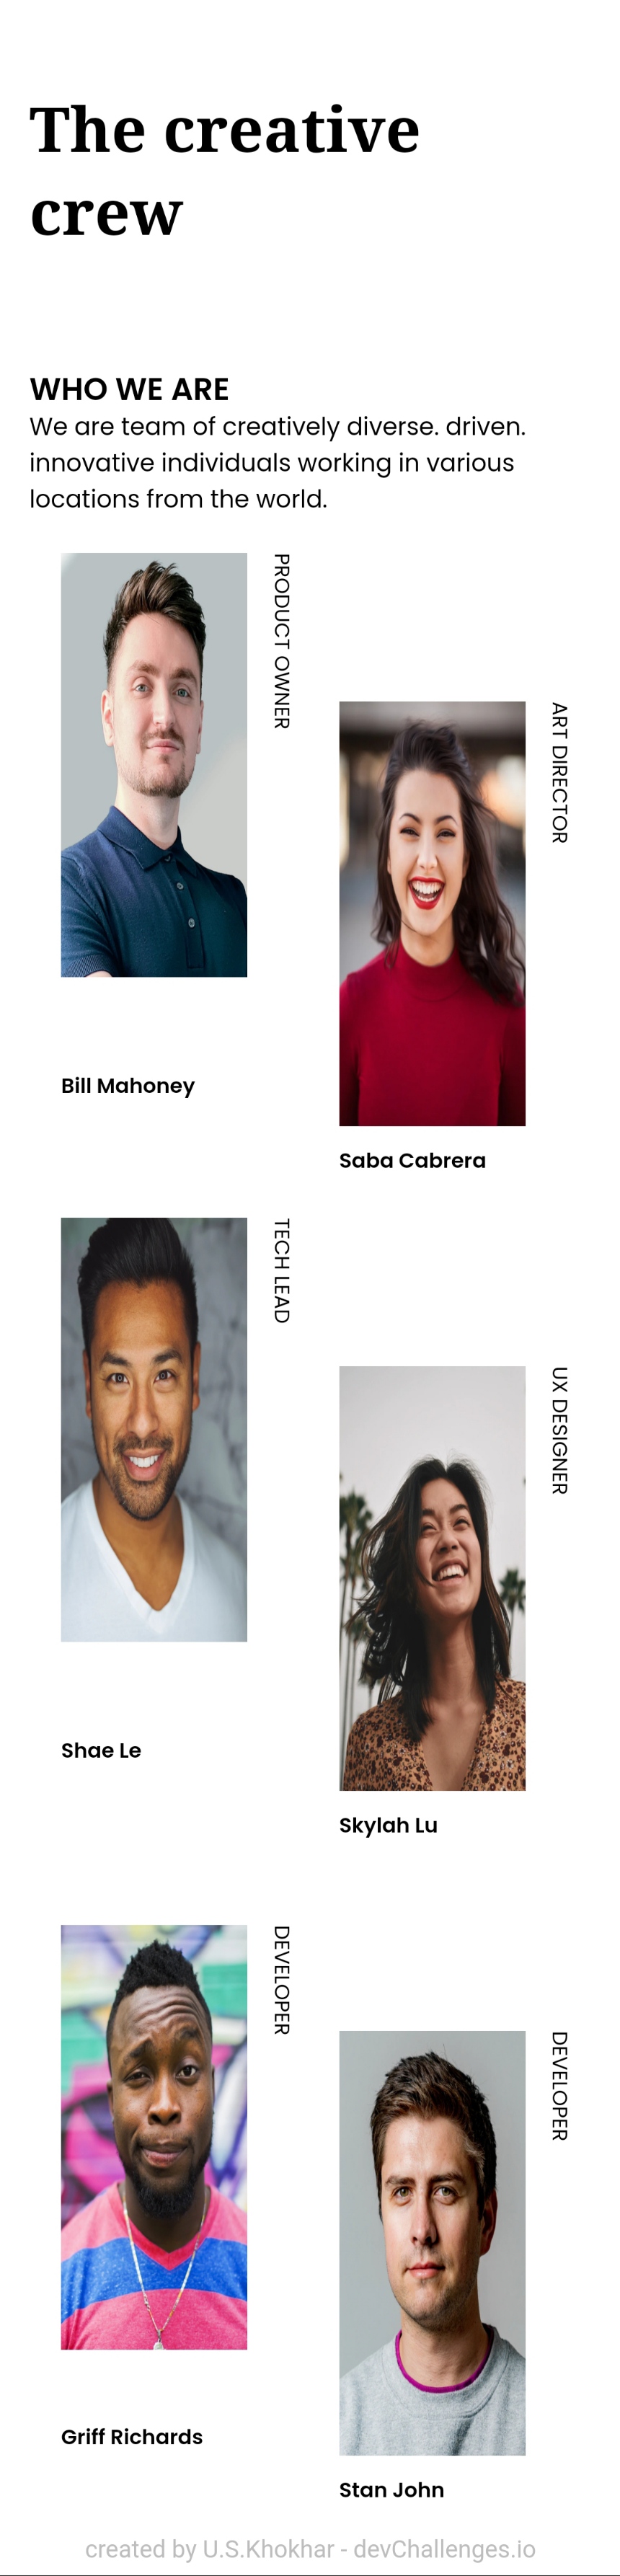 The creative
crew
WHO WE ARE
We are team of creatively diverse. driven.
innovative individuals working in various
locations from the world.
PRODUCT OWNER
Bill Mahoney
ART DIRECTOR
Saba Cabrera
TECH LEAD
Shae Le
UX DESIGNER
Skylah Lu
DEVELOPER
Griff Richards
DEVELOPER
Stan John
created by U.S.Khokhar - devChallenges.io